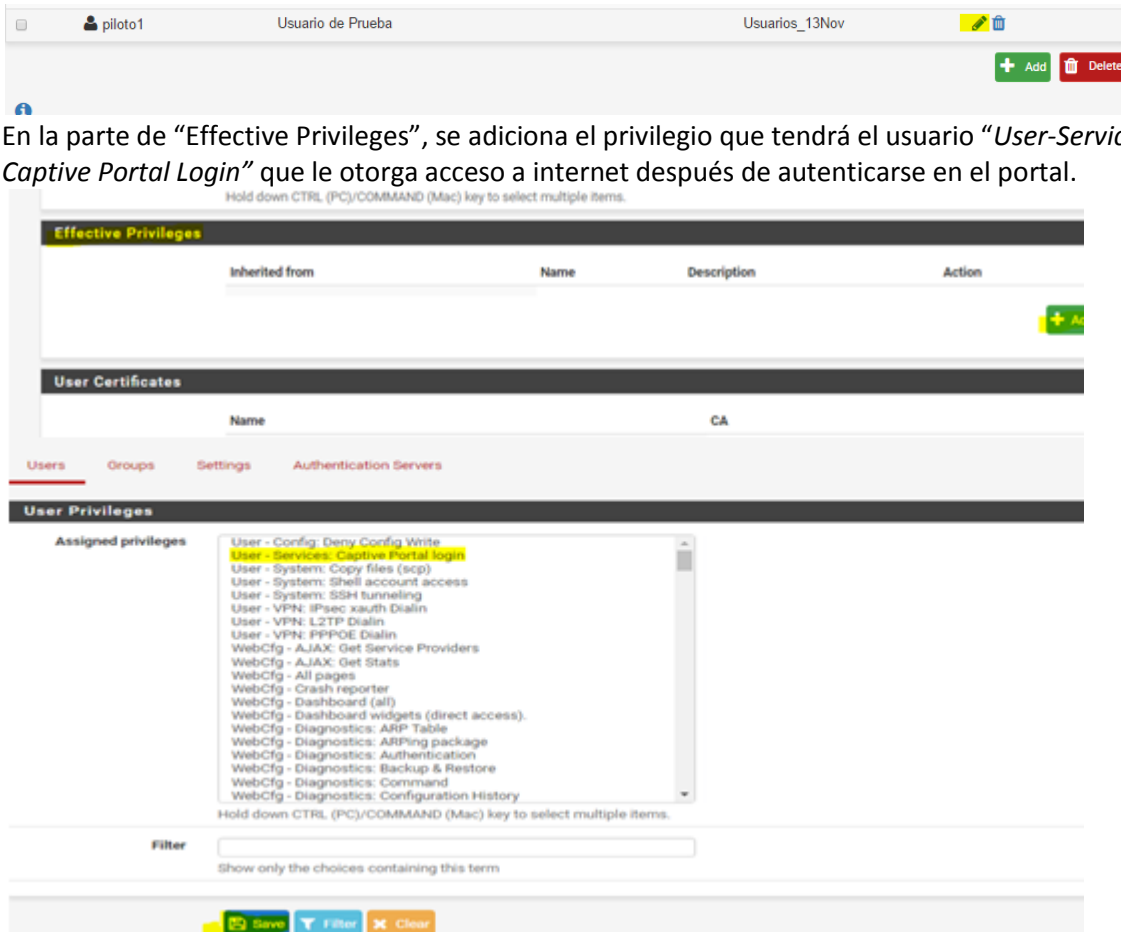 piloto1 Usuario de Prueba Usuarios_13Nov
Add Delete
En la parte de “Effective Privileges”, se adiciona el privilegio que tendrá el usuario “User-Servic
Captive Portal Login” que le otorga acceso a internet después de autenticarse en el portal.
Hold down CTRL (PC)/COMMAND (Mac) key to select multiple items.
Effective Privileges
Inherited from Name Description Action
User Certificates
Name CA
Users Groups Settings Authentication Servers
User Privileges
Assigned privileges
User - Config: Deny Config Write
User - Services: Captive Portal login
User - System: Copy files (scp)
User - System: Shell account access
User - System: SSH tunneling
User - VPN: IPsec xauth Dialin
User - VPN: L2TP Dialin
User - VPN: PPPOE Dialin
WebCfg - AJAX: Get Service Providers
WebCfg - AJAX: Get Stats
WebCfg - All pages
WebCfg - Crash reporter
WebCfg - Dashboard (all)
WebCfg - Dashboard widgets (direct access).
WebCfg - Diagnostics: ARP Table
WebCfg - Diagnostics: ARPing package
WebCfg - Diagnostics: Authentication
WebCfg - Diagnostics: Backup & Restore
WebCfg - Diagnostics: Command
WebCfg - Diagnostics: Configuration History
Hold down CTRL (PC)/COMMAND (Mac) key to select multiple items.
Filter
Show only the choices containing this term
Save Filter Clear